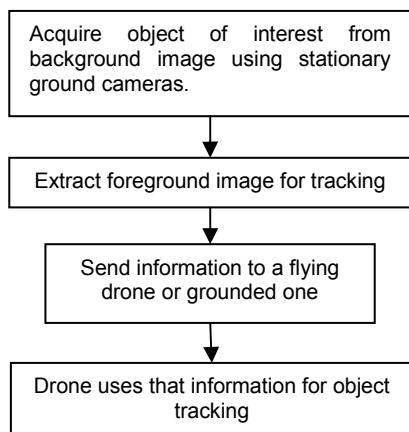 Acquire object of interest from
background image using stationary
ground cameras.
Extract foreground image for tracking
Send information to a flying
drone or grounded one
Drone uses that information for object
tracking